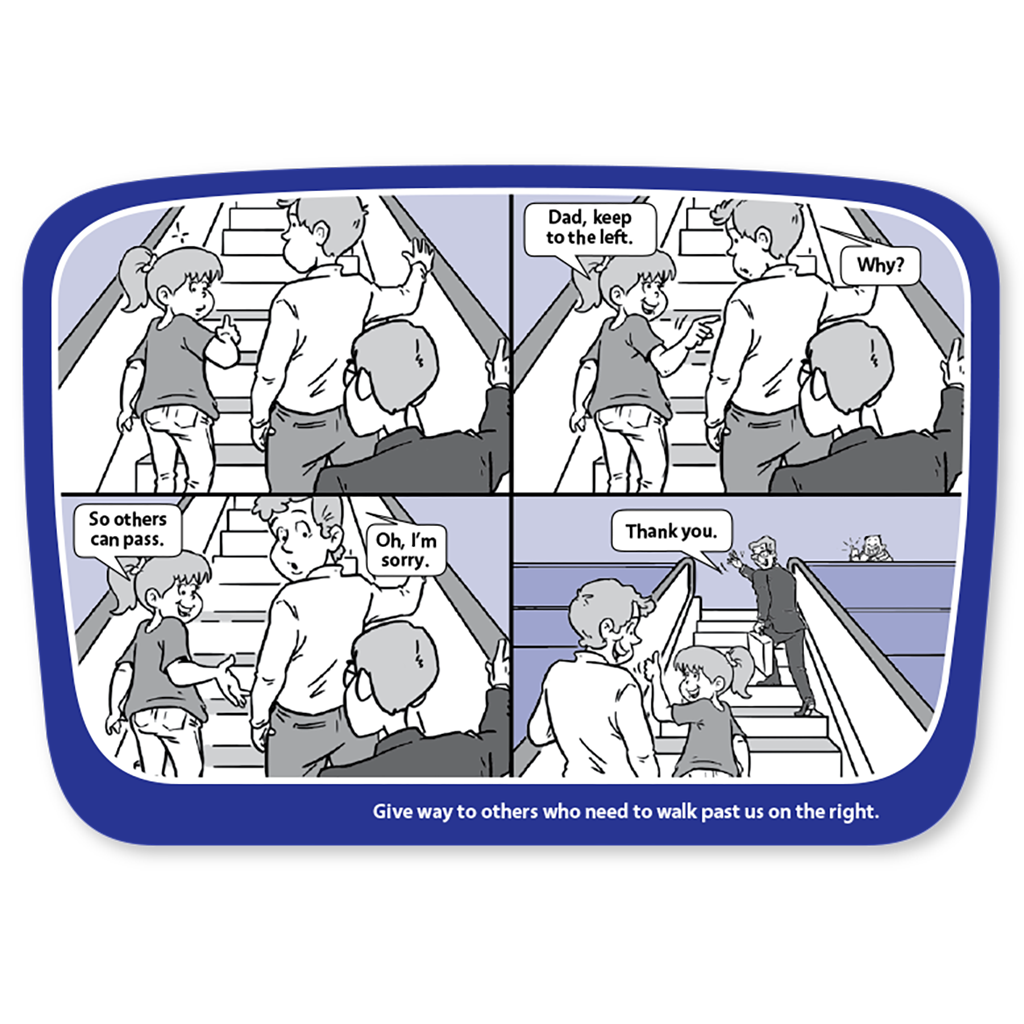 Dad, keep
to the left.
Why?
So others
can pass.
Oh, I'm
sorry.
Thank you.
Give way to others who need to walk past us on the right.